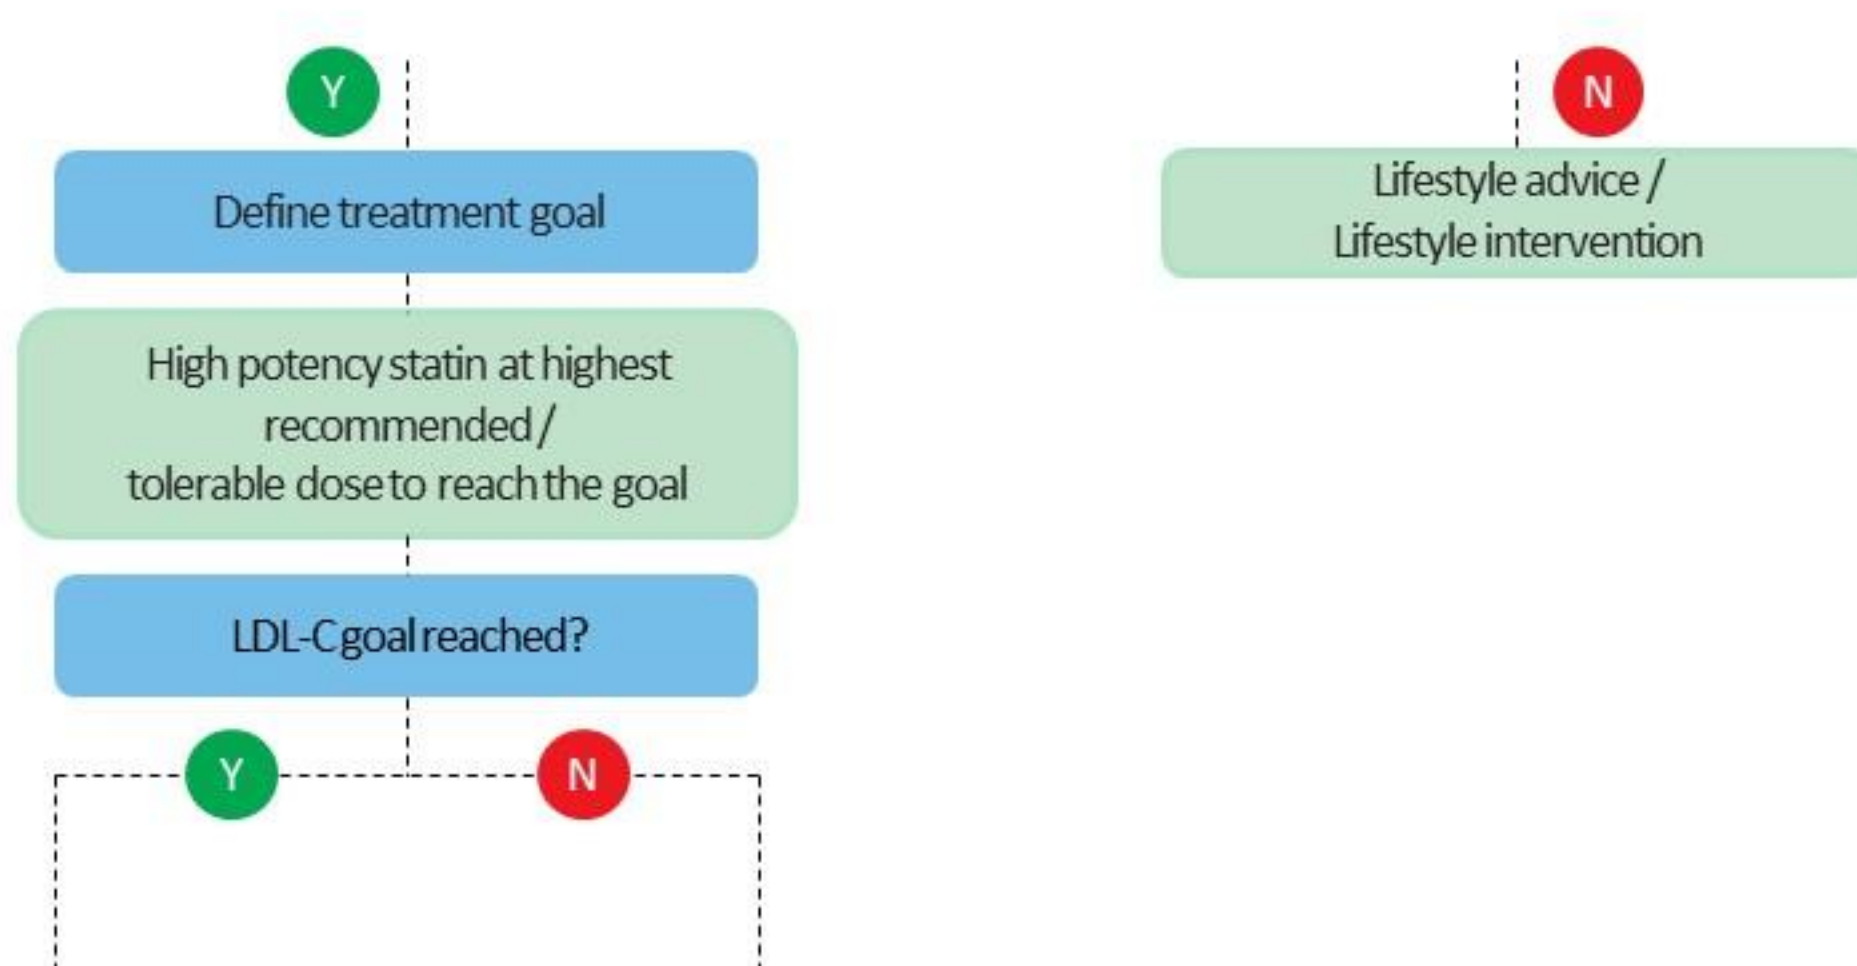 Y
N
Define treatment goal
Lifestyle advice /
Lifestyle intervention
High potency statin at highest
recommended /
tolerable dose to reach the goal
LDL-C goal reached?
Y
N